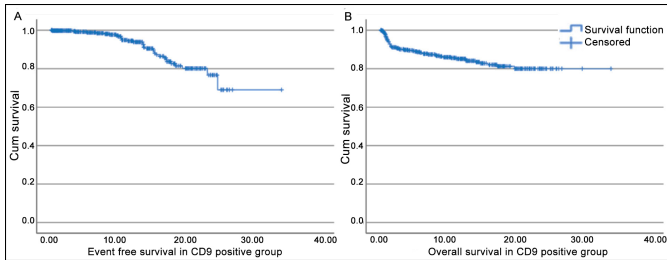 A
Cum survival
1.0
0.8
0.6
0.4
0.2
0.0
0.00 10.00 20.00 30.00 40.00
Event free survival in CD9 positive group
B
Survival function
Censored
Cum survival
1.0
0.8
0.6
0.4
0.2
0.0
0.00 10.00 20.00 30.00 40.00
Overall survival in CD9 positive group